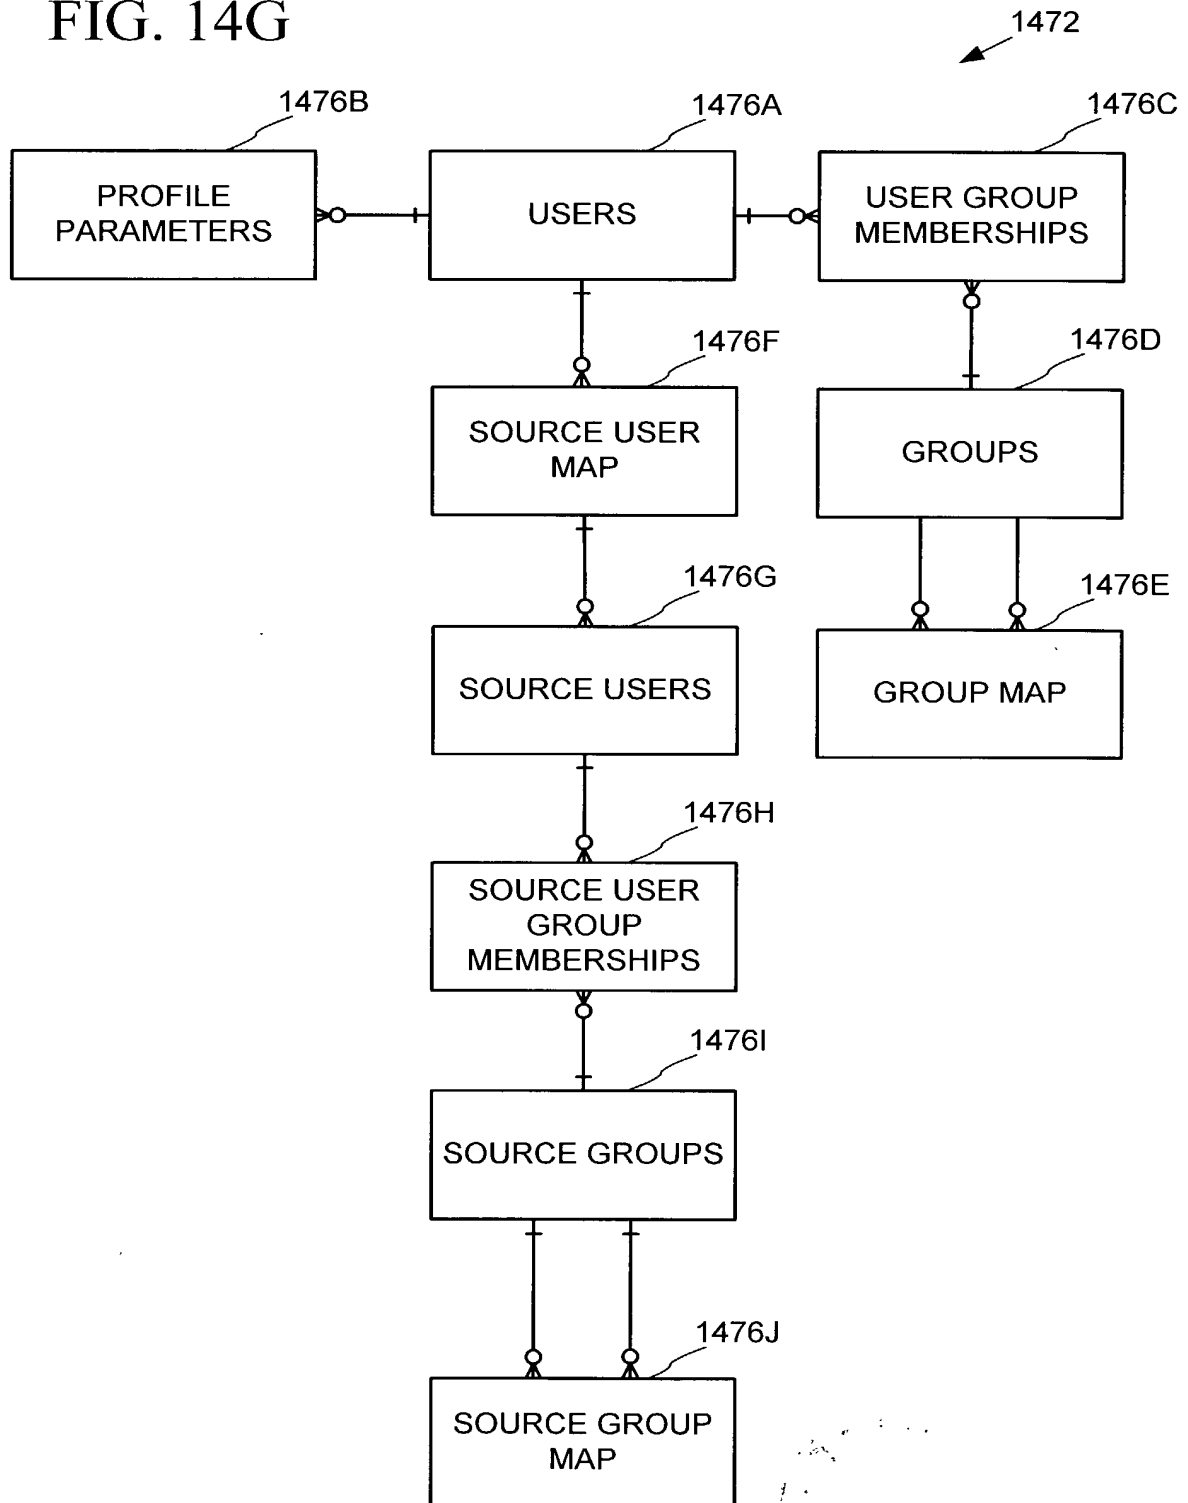 FIG. 14G
1472
1476B
1476A
1476C
PROFILE
PARAMETERS
USERS
USER GROUP
MEMBERSHIPS
1476F
1476D
SOURCE USER
MAP
GROUPS
1476G
1476E
SOURCE USERS
GROUP MAP
1476H
SOURCE USER
GROUP
MEMBERSHIPS
1476I
SOURCE GROUPS
1476J
SOURCE GROUP
MAP